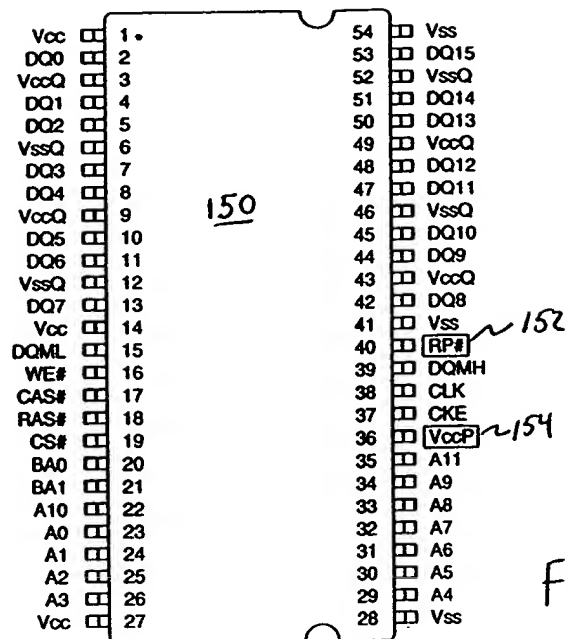 Vcc 1 54 Vss
DQ0 2 53 DQ15
VccQ 3 52 VssQ
DQ1 4 51 DQ14
DQ2 5 50 DQ13
VssQ 6 49 VccQ
DQ3 7 48 DQ12
DQ4 8 47 DQ11
VccQ 9 150 46 VssQ
DQ5 10 45 DQ10
DQ6 11 44 DQ9
VssQ 12 43 VccQ
DQ7 13 42 DQ8
Vcc 14 41 Vss
DQML 15 40 RP# 152
WE# 16 39 DQMH
CAS# 17 38 CLK
RAS# 18 37 CKE
CS# 19 36 VccP 154
BA0 20 35 A11
BA1 21 34 A9
A10 22 33 A8
A0 23 32 A7
A1 24 31 A6
A2 25 30 A5
A3 26 29 A4
Vcc 27 28 Vss
F